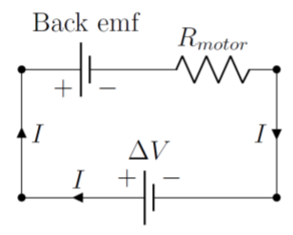 Back emf
R_motor
+ −
I
I
ΔV
I + −